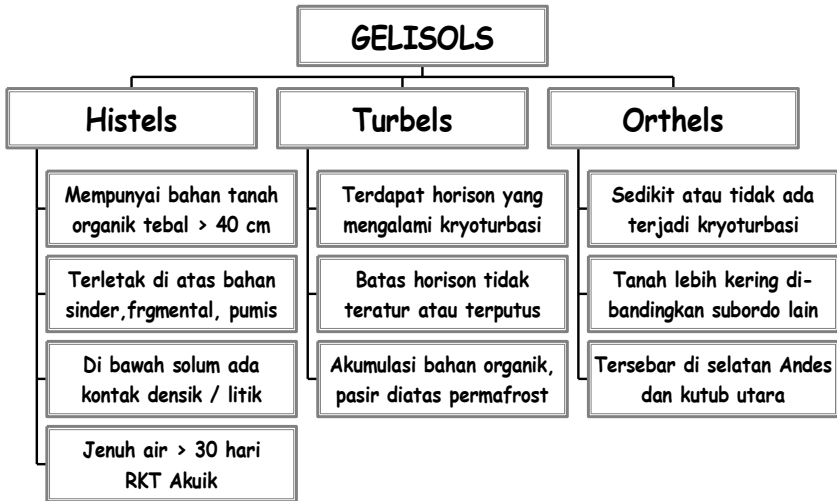 GELISOLS
Histels
Mempunyai bahan tanah
organik tebal > 40 cm
Terletak di atas bahan
sinder,frgmental, pumis
Di bawah solum ada
kontak densik / litik
Jenuh air > 30 hari
RKT Akuik
Turbels
Terdapat horison yang
mengalami kryoturbasi
Batas horison tidak
teratur atau terputus
Akumulasi bahan organik,
pasir diatas permafrost
Orthels
Sedikit atau tidak ada
terjadi kryoturbasi
Tanah lebih kering di-
bandingkan subordo lain
Tersebar di selatan Andes
dan kutub utara